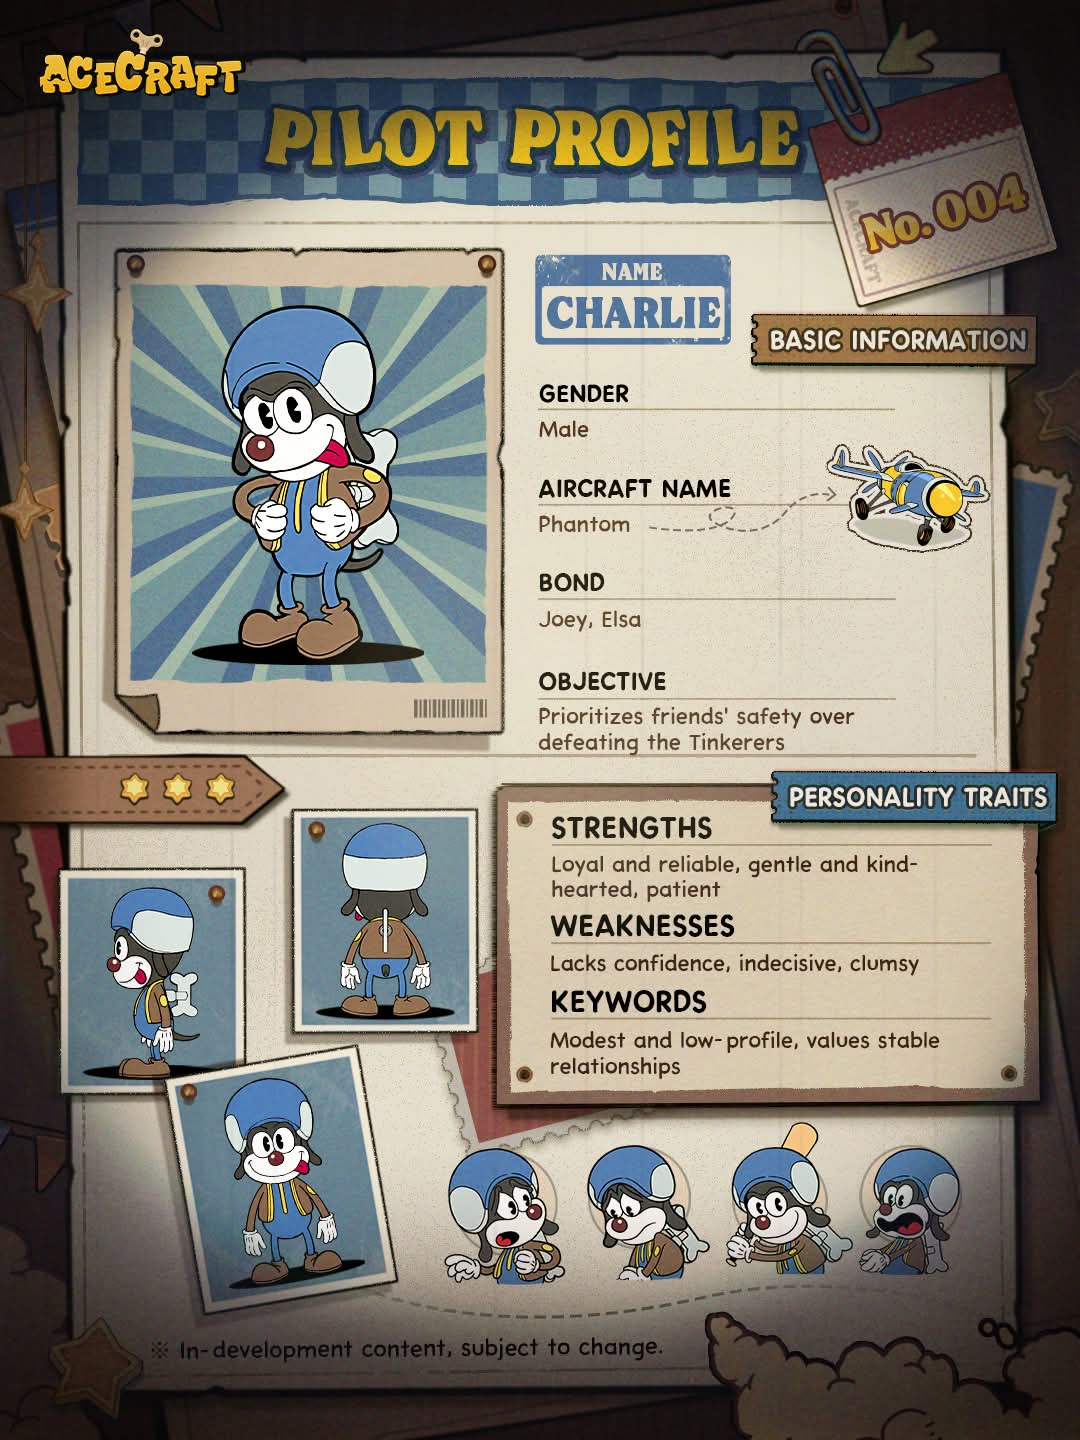 ACECRAFT
PILOT PROFILE
No. 004
ACECRAFT
NAME
CHARLIE
BASIC INFORMATION
GENDER
Male
AIRCRAFT NAME
Phantom
BOND
Joey, Elsa
OBJECTIVE
Prioritizes friends' safety over
defeating the Tinkerers
PERSONALITY TRAITS
STRENGTHS
Loyal and reliable, gentle and kind-
hearted, patient
WEAKNESSES
Lacks confidence, indecisive, clumsy
KEYWORDS
Modest and low-profile, values stable
relationships
※ In-development content, subject to change.